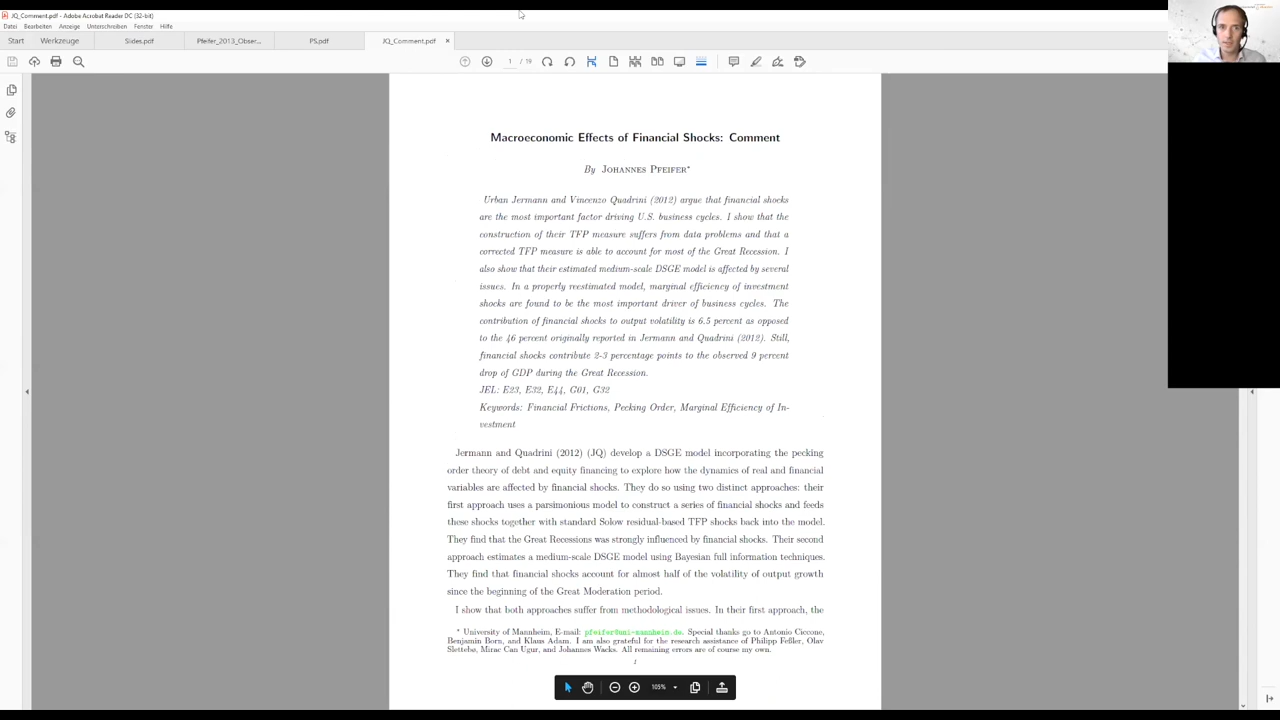 JQ_Comment.pdf - Adobe Acrobat Reader DC (32-bit)
Datei Bearbeiten Anzeige Unterschreiben Fenster Hilfe
Start Werkzeuge Slides.pdf Pfeifer_2013_Obser... PS.pdf JQ_Comment.pdf ×
1 / 19
Macroeconomic Effects of Financial Shocks: Comment
By Johannes Pfeifer*
Urban Jermann and Vincenzo Quadrini (2012) argue that financial shocks
are the most important factor driving U.S. business cycles. I show that the
construction of their TFP measure suffers from data problems and that a
corrected TFP measure is able to account for most of the Great Recession. I
also show that their estimated medium-scale DSGE model is affected by several
issues. In a properly reestimated model, marginal efficiency of investment
shocks are found to be the most important driver of business cycles. The
contribution of financial shocks to output volatility is 6.5 percent as opposed
to the 46 percent originally reported in Jermann and Quadrini (2012). Still,
financial shocks contribute 2-3 percentage points to the observed 9 percent
drop of GDP during the Great Recession.
JEL: E23, E32, E44, G01, G32
Keywords: Financial Frictions, Pecking Order, Marginal Efficiency of In-
vestment
Jermann and Quadrini (2012) (JQ) develop a DSGE model incorporating the pecking
order theory of debt and equity financing to explore how the dynamics of real and financial
variables are affected by financial shocks. They do so using two distinct approaches: their
first approach uses a parsimonious model to construct a series of financial shocks and feeds
these shocks together with standard Solow residual-based TFP shocks back into the model.
They find that the Great Recessions was strongly influenced by financial shocks. Their second
approach estimates a medium-scale DSGE model using Bayesian full information techniques.
They find that financial shocks account for almost half of the volatility of output growth
since the beginning of the Great Moderation period.
I show that both approaches suffer from methodological issues. In their first approach, the
* University of Mannheim, E-mail: pfeifer@uni-mannheim.de. Special thanks go to Antonio Ciccone,
Benjamin Born, and Klaus Adam. I am also grateful for the research assistance of Philipp Feßler, Olav
Slettebø, Mirac Can Ugur, and Johannes Wacks. All remaining errors are of course my own.
1
105%